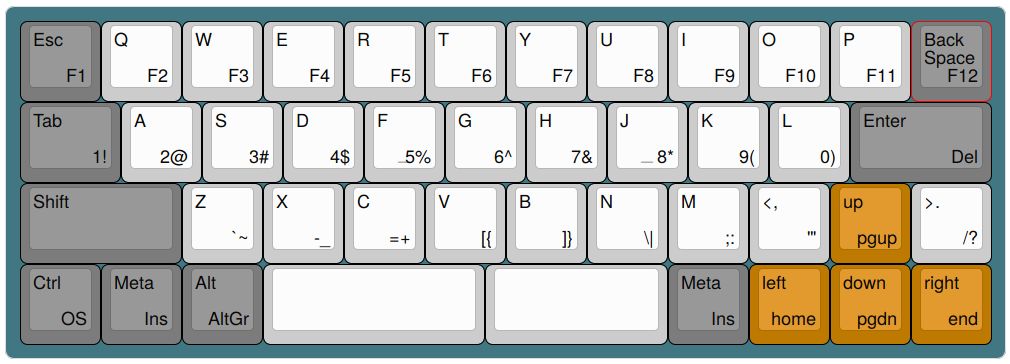 Esc F1
Q F2
W F3
E F4
R F5
T F6
Y F7
U F8
I F9
O F10
P F11
Back
Space
F12
Tab 1!
A 2@
S 3#
D 4$
F _5%
G 6^
H 7&
J _ 8*
K 9(
L 0)
Enter Del
Shift
Z `~
X -_
C =+
V [{
B ]}
N \|
M ;:
<, '"
up pgup
>. /?
Ctrl OS
Meta Ins
Alt AltGr
Meta Ins
left home
down pgdn
right end